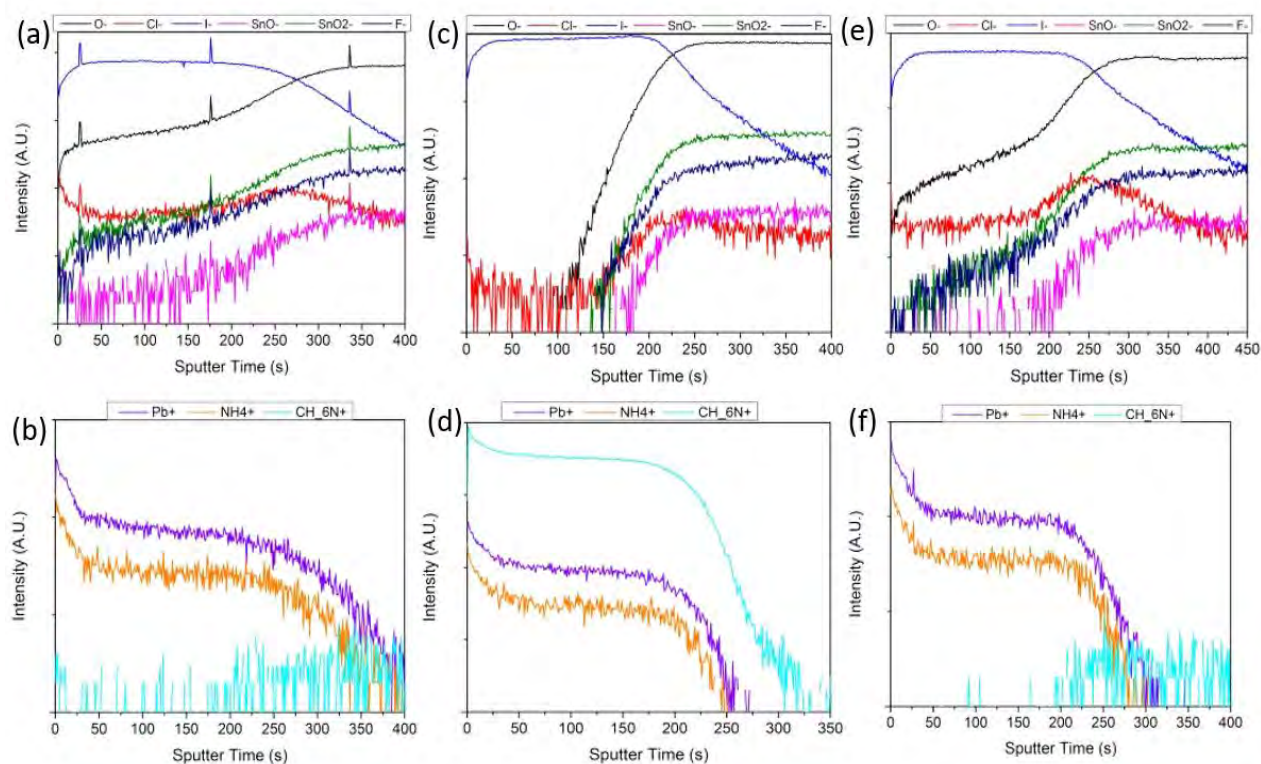 (a) O- Cl- I- SnO- SnO2- F-
Intensity (A.U.)
0 50 100 150 200 250 300 350 400
Sputter Time (s)
(c) O- Cl- I- SnO- SnO2- F-
Intensity (A.U.)
0 50 100 150 200 250 300 350 400
Sputter Time (s)
(e) O- Cl- I- SnO- SnO2- F-
Intensity (A.U.)
0 50 100 150 200 250 300 350 400 450
Sputter Time (s)
(b) Pb+ NH4+ CH_6N+
Intensity (A.U.)
0 50 100 150 200 250 300 350 400
Sputter Time (s)
(d) Pb+ NH4+ CH_6N+
Intensity (A.U.)
0 50 100 150 200 250 300 350
Sputter Time (s)
(f) Pb+ NH4+ CH_6N+
Intensity (A.U.)
0 50 100 150 200 250 300 350 400
Sputter Time (s)